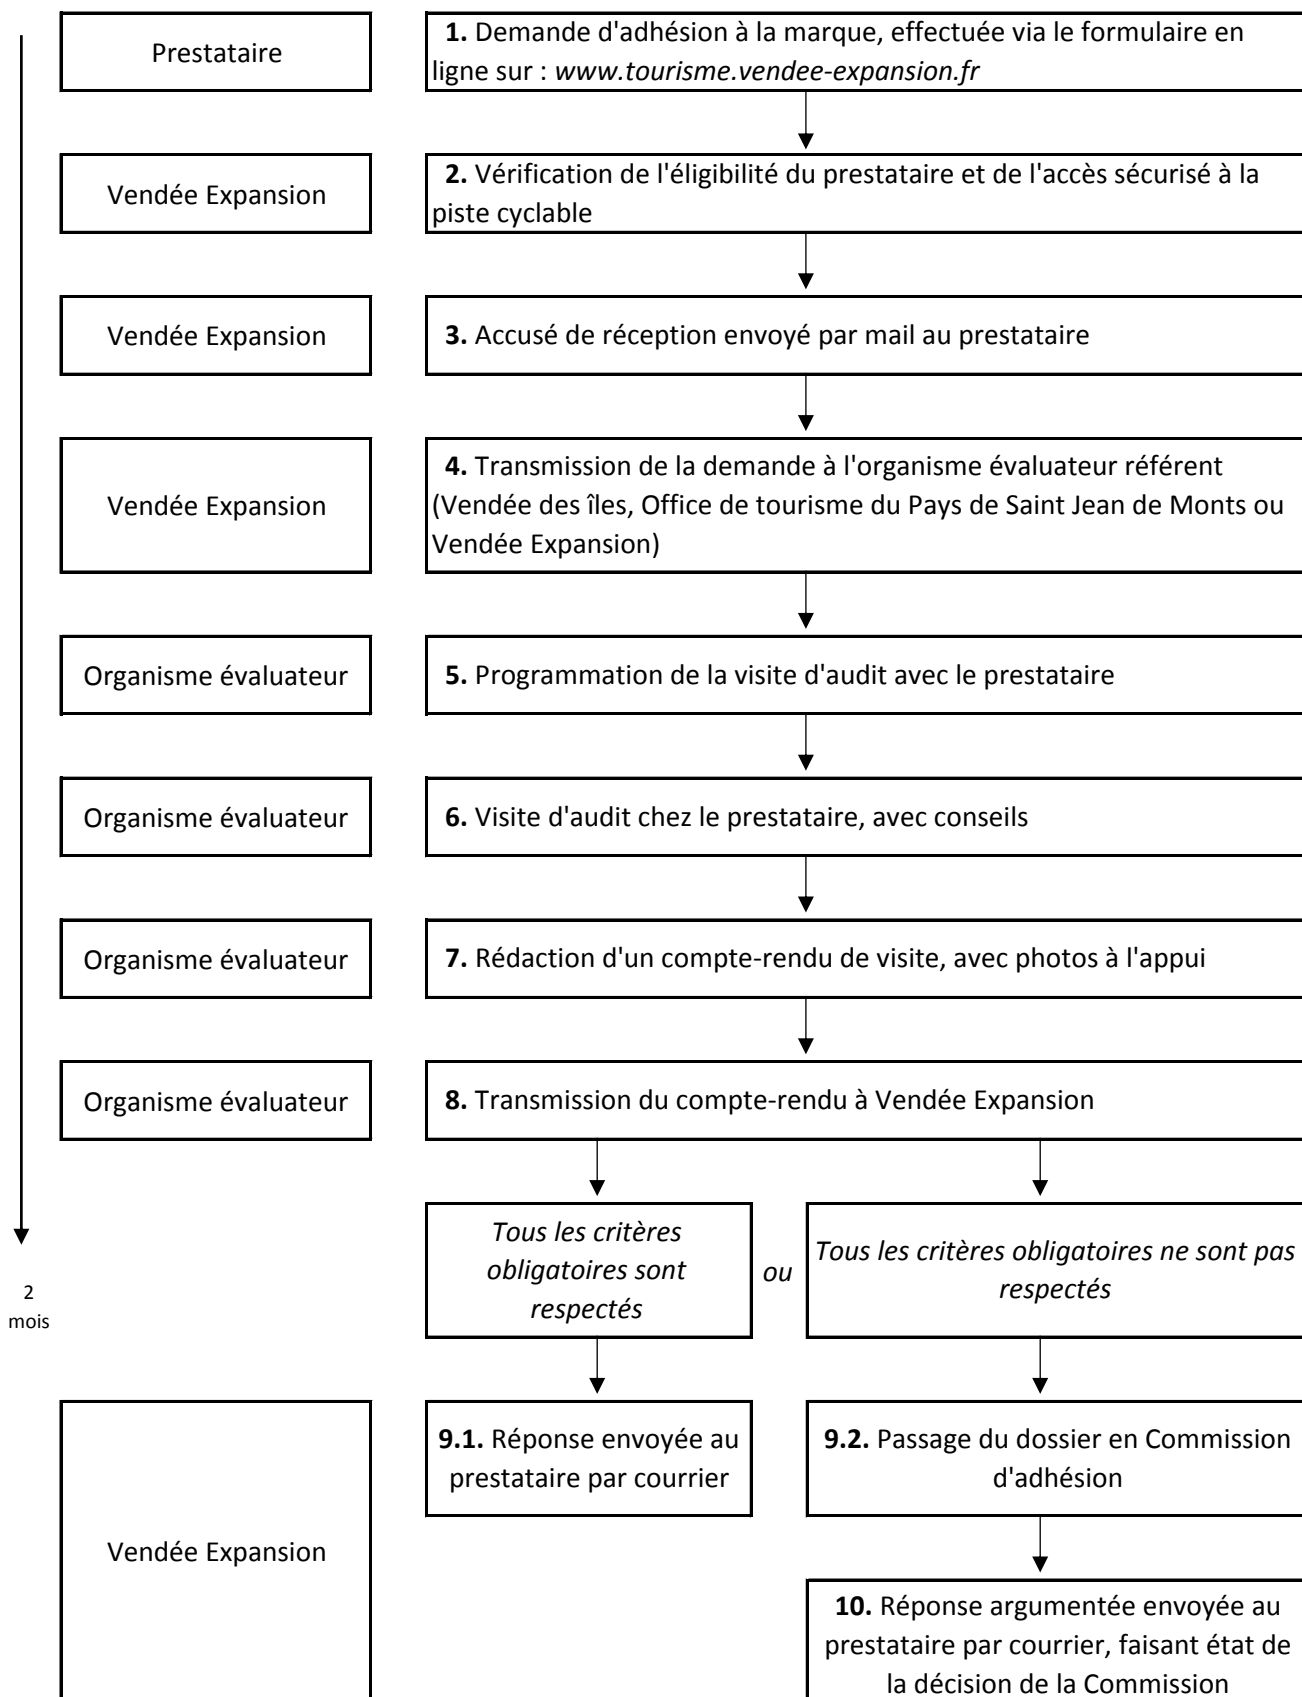 Prestataire
1. Demande d'adhésion à la marque, effectuée via le formulaire en
ligne sur : www.tourisme.vendee-expansion.fr
Vendée Expansion
2. Vérification de l'éligibilité du prestataire et de l'accès sécurisé à la
piste cyclable
Vendée Expansion
3. Accusé de réception envoyé par mail au prestataire
Vendée Expansion
4. Transmission de la demande à l'organisme évaluateur référent
(Vendée des îles, Office de tourisme du Pays de Saint Jean de Monts ou
Vendée Expansion)
Organisme évaluateur
5. Programmation de la visite d'audit avec le prestataire
Organisme évaluateur
6. Visite d'audit chez le prestataire, avec conseils
Organisme évaluateur
7. Rédaction d'un compte-rendu de visite, avec photos à l'appui
Organisme évaluateur
8. Transmission du compte-rendu à Vendée Expansion
Tous les critères
obligatoires sont
respectés
ou
Tous les critères obligatoires ne sont pas
respectés
2
mois
Vendée Expansion
9.1. Réponse envoyée au
prestataire par courrier
9.2. Passage du dossier en Commission
d'adhésion
10. Réponse argumentée envoyée au
prestataire par courrier, faisant état de
la décision de la Commission